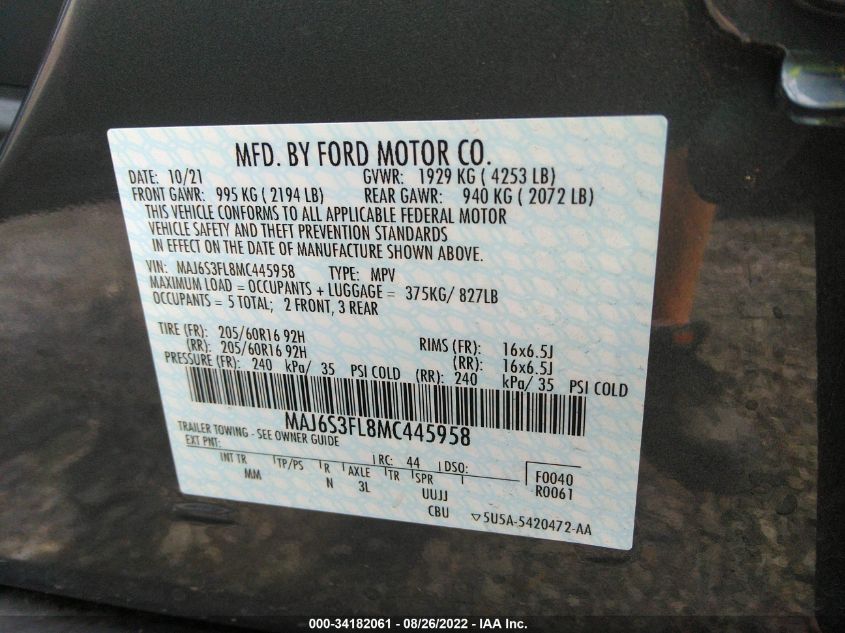 MFD. BY FORD MOTOR CO.
DATE: 10/21 GVWR: 1929 KG ( 4253 LB)
FRONT GAWR: 995 KG ( 2194 LB) REAR GAWR: 940 KG ( 2072 LB)
THIS VEHICLE CONFORMS TO ALL APPLICABLE FEDERAL MOTOR
VEHICLE SAFETY AND THEFT PREVENTION STANDARDS
IN EFFECT ON THE DATE OF MANUFACTURE SHOWN ABOVE.
VIN: MAJ6S3FL8MC445958 TYPE: MPV
MAXIMUM LOAD = OCCUPANTS + LUGGAGE = 375KG/ 827LB
OCCUPANTS = 5 TOTAL; 2 FRONT, 3 REAR
TIRE (FR): 205/60R16 92H RIMS (FR): 16x6.5J
(RR): 205/60R16 92H (RR): 16x6.5J
PRESSURE (FR): 240 kPa/ 35 PSI COLD (RR): 240 kPa/ 35 PSI COLD
MAJ6S3FL8MC445958
TRAILER TOWING - SEE OWNER GUIDE
EXT PNT: RC: 44 DSO: F0040
INT TR TP/PS R AXLE TR SPR R0061
MM N 3L UUJJ
CBU 5U5A-5420472-AA
000-34182061 - 08/26/2022 - IAA Inc.